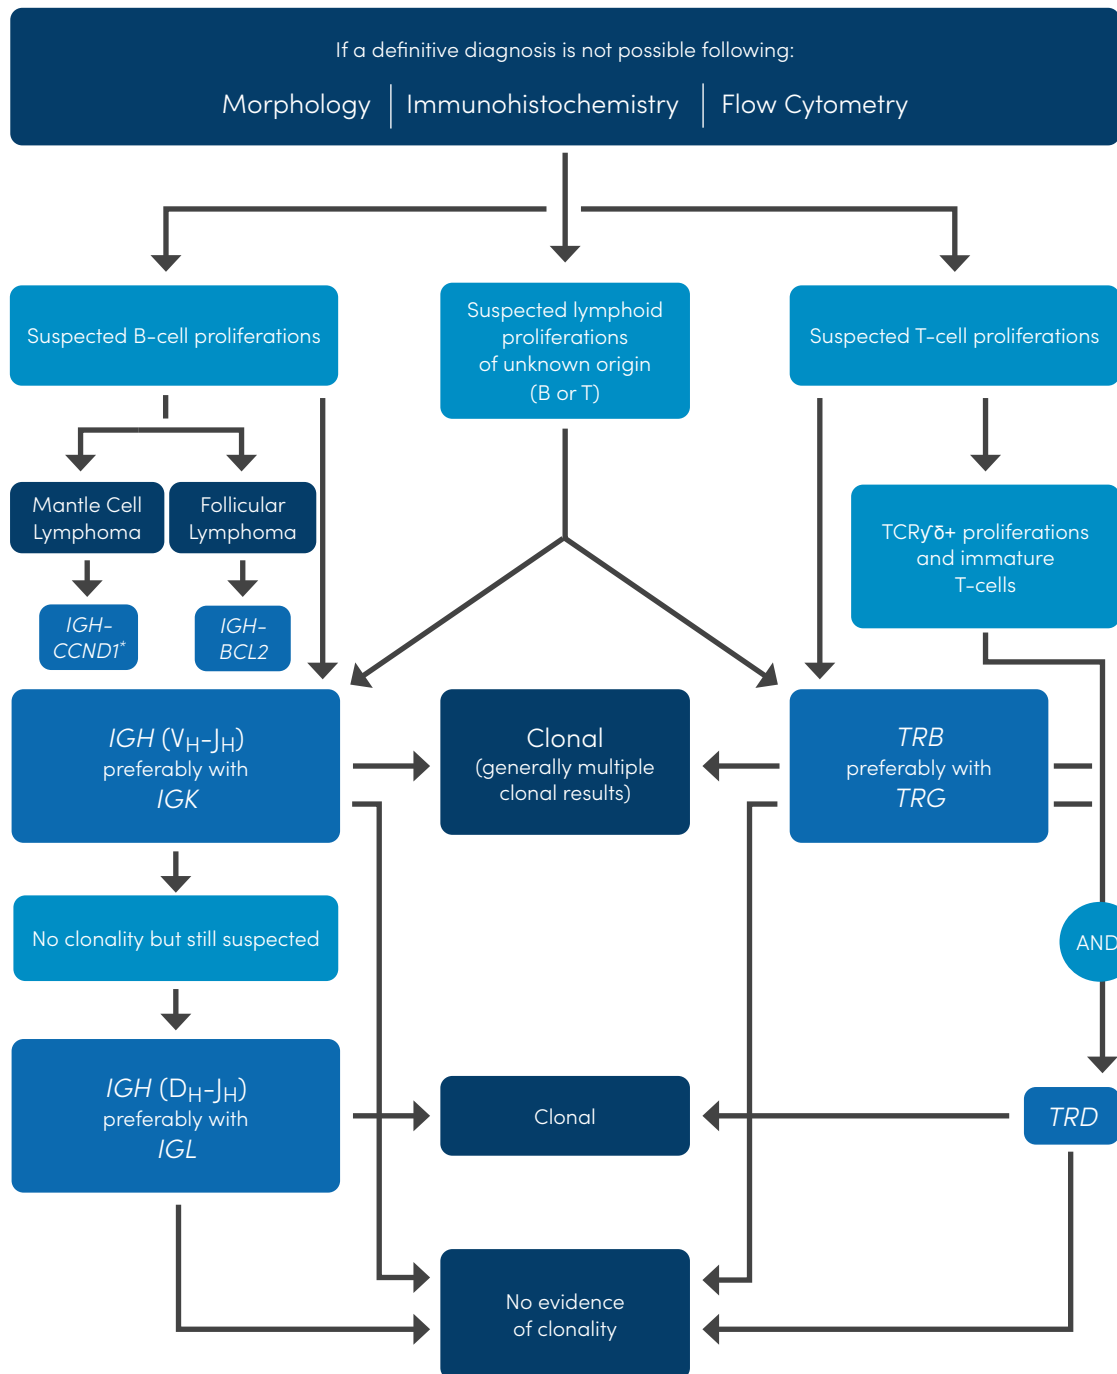 If a definitive diagnosis is not possible following:
Morphology | Immunohistochemistry | Flow Cytometry
Suspected B-cell proliferations
Suspected lymphoid
proliferations
of unknown origin
(B or T)
Suspected T-cell proliferations
Mantle Cell
Lymphoma
Follicular
Lymphoma
TCRγδ+ proliferations
and immature
T-cells
IGH-
CCND1*
IGH-
BCL2
IGH (VH-JH)
preferably with
IGK
Clonal
(generally multiple
clonal results)
TRB
preferably with
TRG
No clonality but still suspected
AND
IGH (DH-JH)
preferably with
IGL
Clonal
TRD
No evidence
of clonality